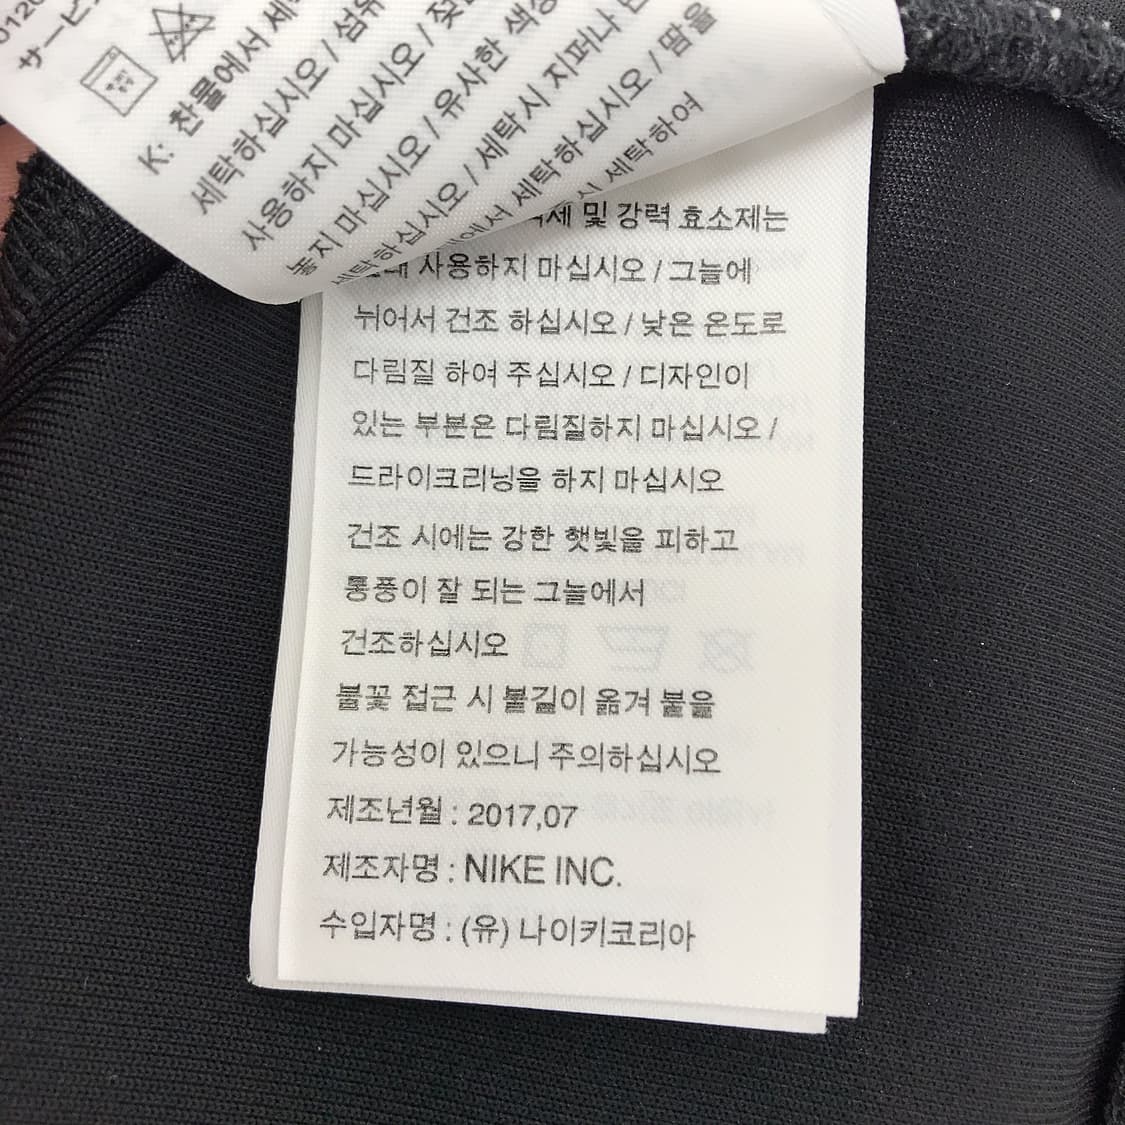 K: 찬물에서
세탁하십시오 / 섬유
사용하지 마십시오 / 젖
놓지 마십시오 / 유사한 색상
세탁하십시오 / 세탁시 지퍼나
에서 세탁하십시오 / 땀을
시 세탁하여
및 강력 효소제는
사용하지 마십시오 / 그늘에
뉘어서 건조 하십시오 / 낮은 온도로
다림질 하여 주십시오 / 디자인이
있는 부분은 다림질하지 마십시오 /
드라이크리닝을 하지 마십시오
건조 시에는 강한 햇빛을 피하고
통풍이 잘 되는 그늘에서
건조하십시오
불꽃 접근 시 불길이 옮겨 붙을
가능성이 있으니 주의하십시오
제조년월 : 2017,07
제조자명 : NIKE INC.
수입자명 : (유) 나이키코리아